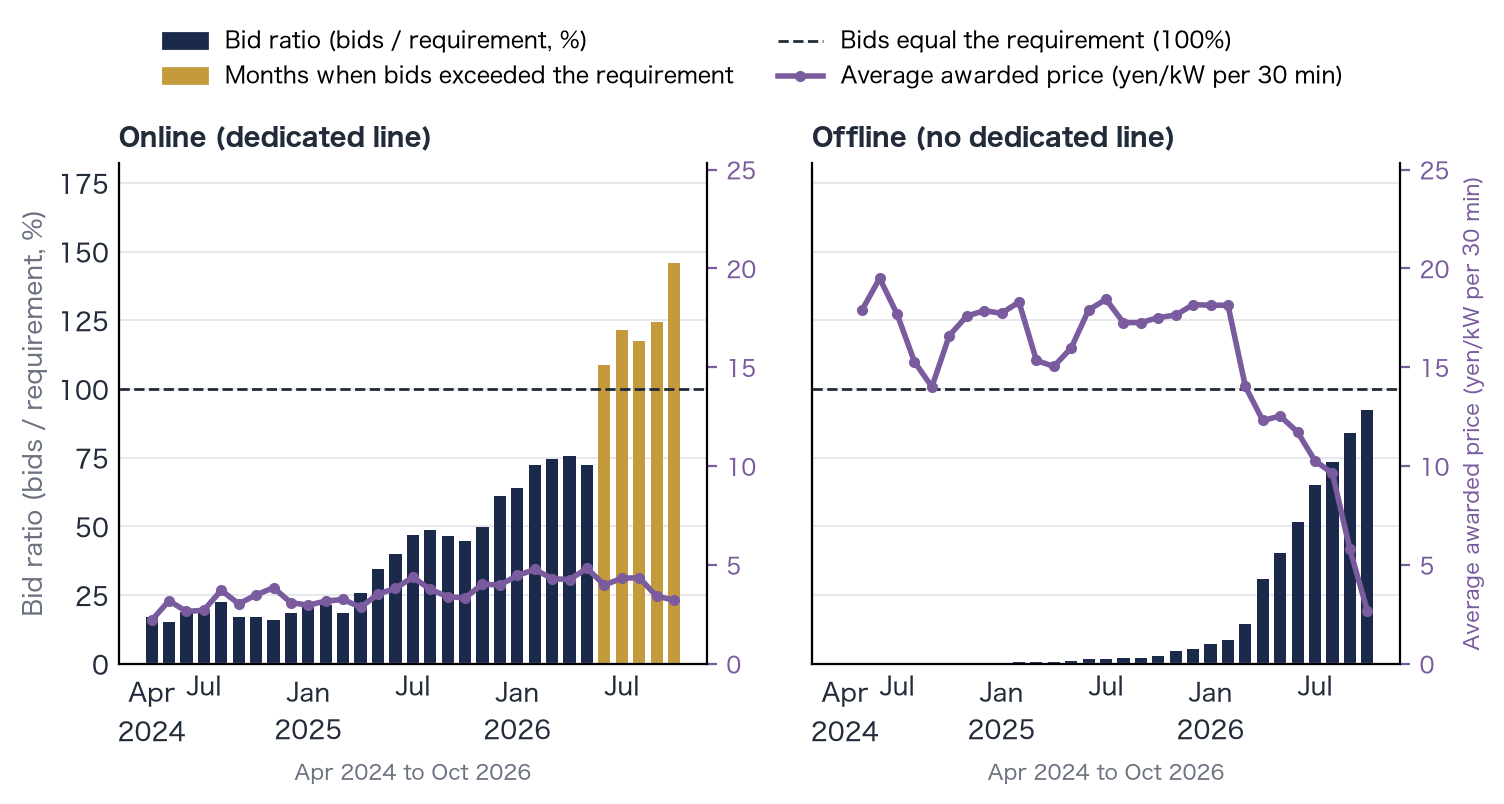 Bid ratio (bids / requirement, %)
Months when bids exceeded the requirement
Bids equal the requirement (100%)
Average awarded price (yen/kW per 30 min)
Online (dedicated line)
Bid ratio (bids / requirement, %)
175
150
125
100
75
50
25
0
25
20
15
10
5
0
Apr Jul Jan Jul Jan Jul
2024 2025 2026
Apr 2024 to Oct 2026
Offline (no dedicated line)
25
20
15
10
5
0
Average awarded price (yen/kW per 30 min)
Apr Jul Jan Jul Jan Jul
2024 2025 2026
Apr 2024 to Oct 2026